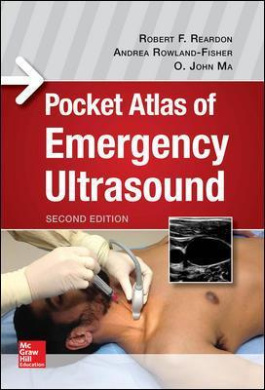 ROBERT F. REARDON
ANDREA ROWLAND-FISHER
O. JOHN MA
Pocket Atlas of
Emergency
Ultrasound
SECOND EDITION
Mc
Graw
Hill
Education